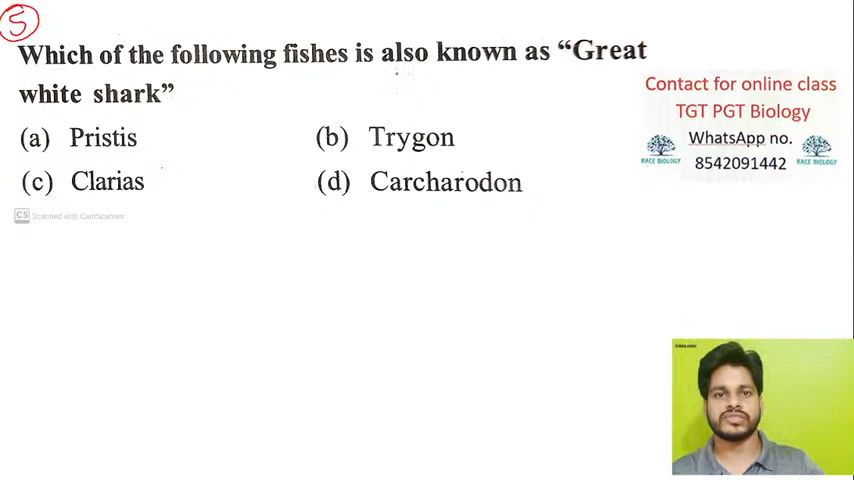 5
Which of the following fishes is also known as “Great
white shark”
(a) Pristis
(b) Trygon
(c) Clarias
(d) Carcharodon
CS Scanned with CamScanner
Contact for online class
TGT PGT Biology
WhatsApp no.
8542091442
RACE BIOLOGY
RACE BIOLOGY